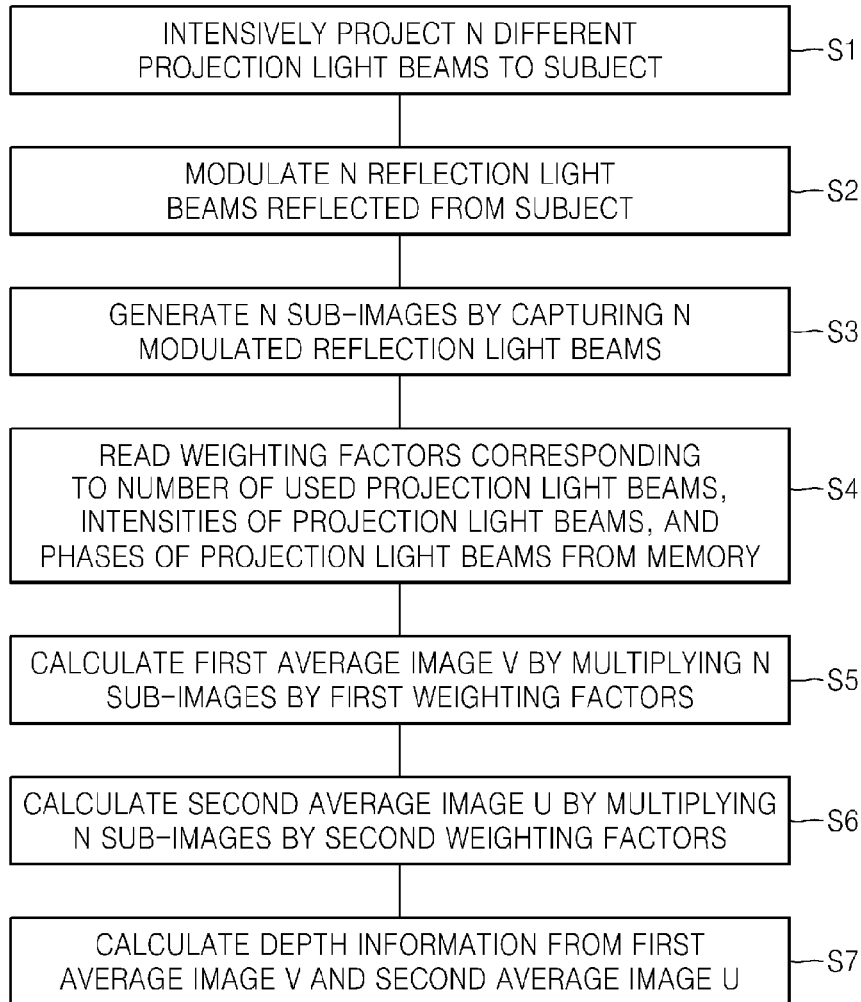 INTENSIVELY PROJECT N DIFFERENT
PROJECTION LIGHT BEAMS TO SUBJECT
S1
MODULATE N REFLECTION LIGHT
BEAMS REFLECTED FROM SUBJECT
S2
GENERATE N SUB-IMAGES BY CAPTURING N
MODULATED REFLECTION LIGHT BEAMS
S3
READ WEIGHTING FACTORS CORRESPONDING
TO NUMBER OF USED PROJECTION LIGHT BEAMS,
INTENSITIES OF PROJECTION LIGHT BEAMS, AND
PHASES OF PROJECTION LIGHT BEAMS FROM MEMORY
S4
CALCULATE FIRST AVERAGE IMAGE V BY MULTIPLYING N
SUB-IMAGES BY FIRST WEIGHTING FACTORS
S5
CALCULATE SECOND AVERAGE IMAGE U BY MULTIPLYING
N SUB-IMAGES BY SECOND WEIGHTING FACTORS
S6
CALCULATE DEPTH INFORMATION FROM FIRST
AVERAGE IMAGE V AND SECOND AVERAGE IMAGE U
S7